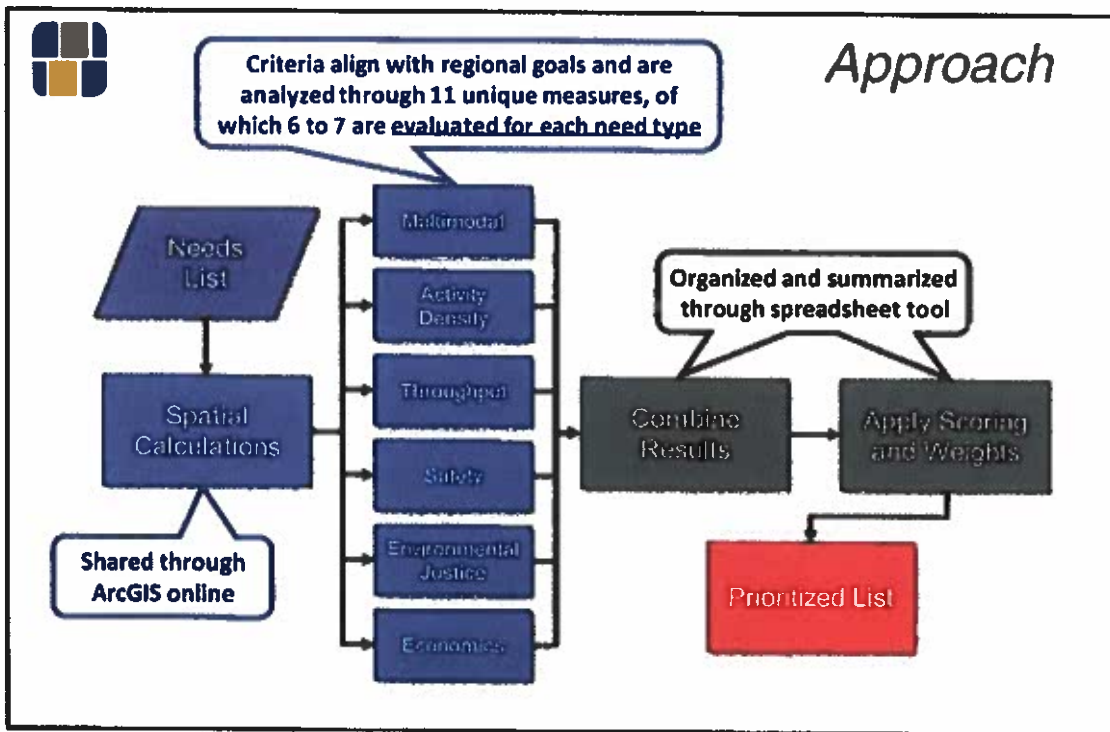 Approach
Criteria align with regional goals and are
analyzed through 11 unique measures, of
which 6 to 7 are evaluated for each need type
Needs
List
Spatial
Calculations
Shared through
ArcGIS online
Multimodal
Activity
Density
Throughput
Safety
Environmental
Justice
Economics
Organized and summarized
through spreadsheet tool
Combine
Results
Apply Scoring
and Weights
Prioritized List